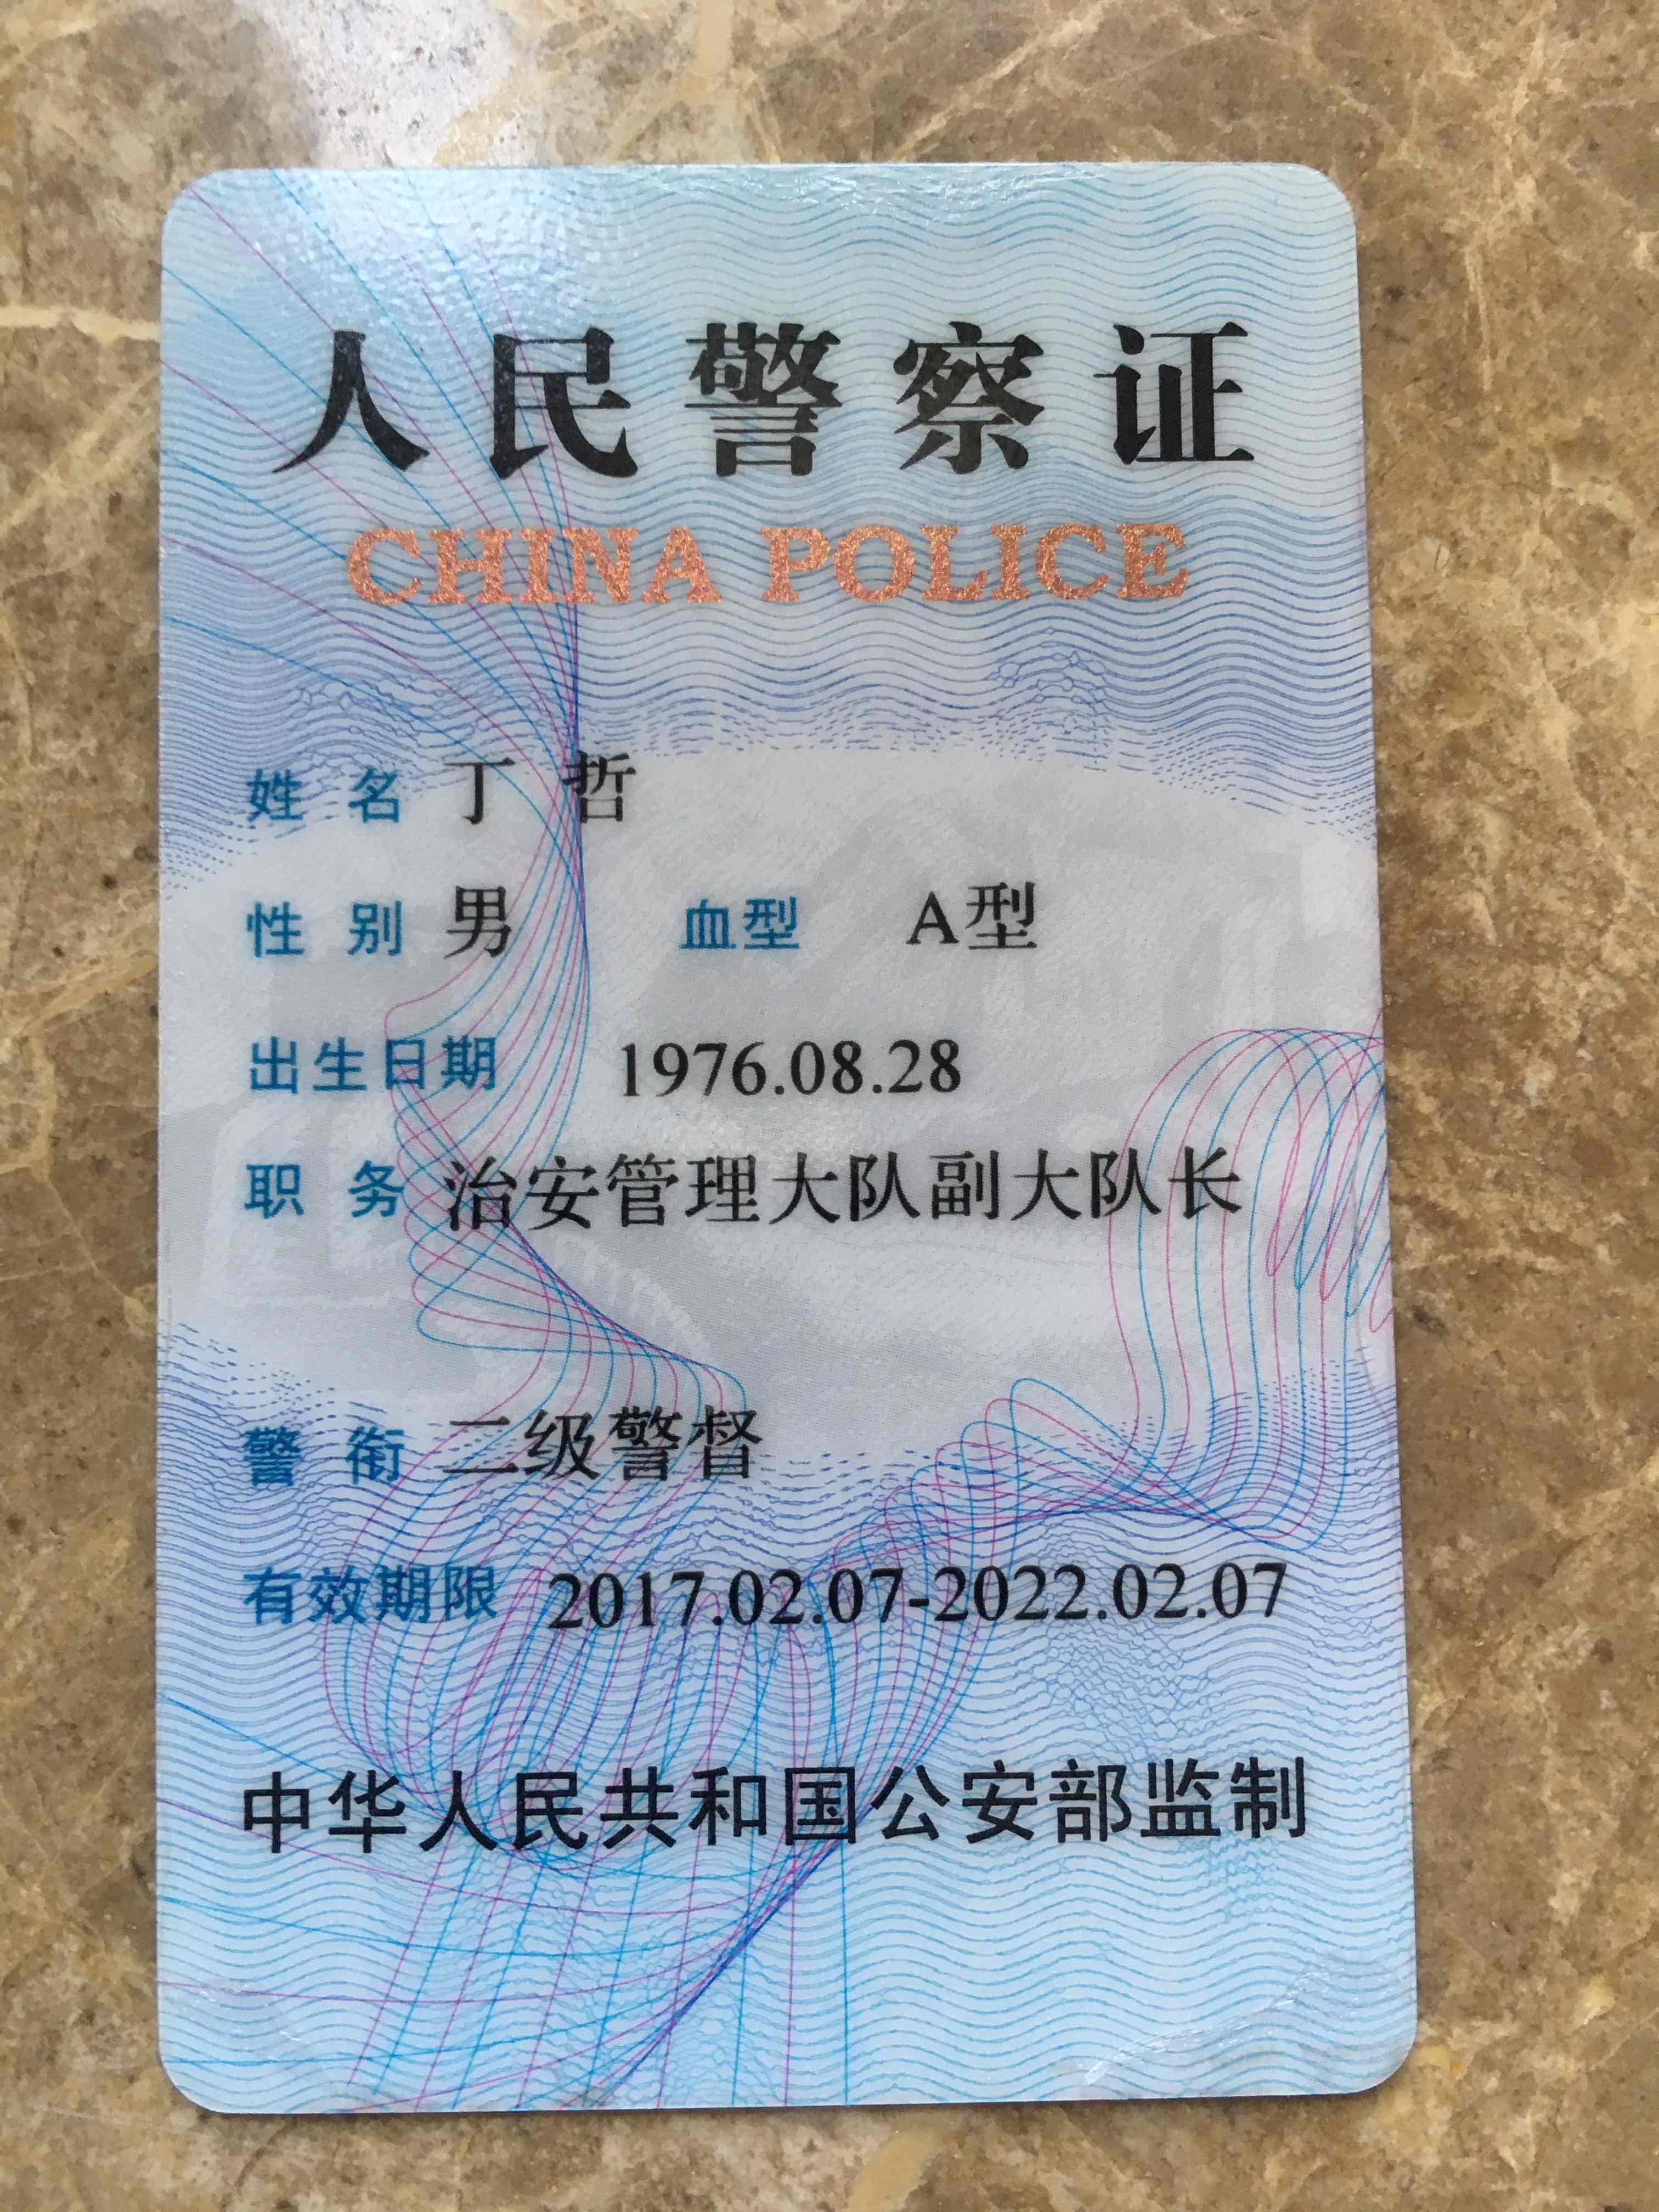 人民警察证
CHINA POLICE
姓名 丁哲
性别 男 血型 A型
出生日期 1976.08.28
职务 治安管理大队副大队长
警衔 二级警督
有效期限 2017.02.07-2022.02.07
中华人民共和国公安部监制